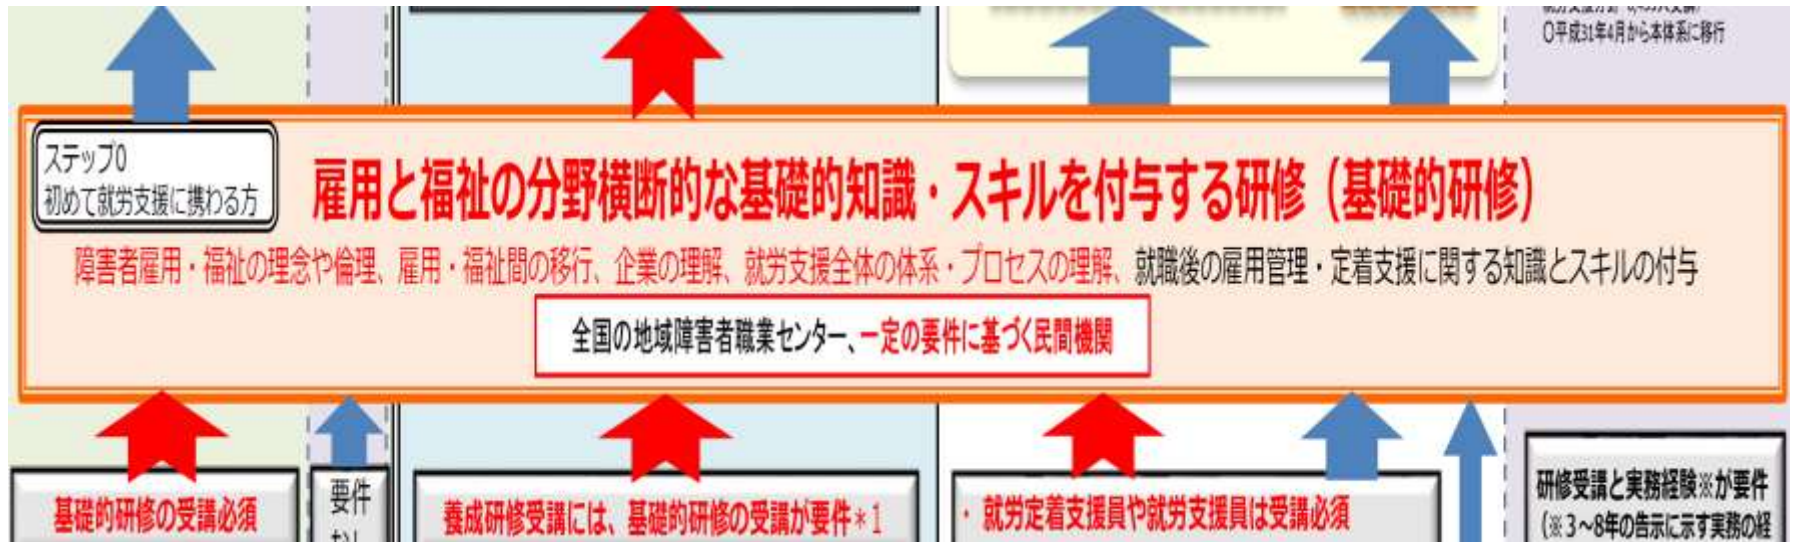 〇平成31年4月から本体系に移行
ステップ0
初めて就労支援に携わる方
雇用と福祉の分野横断的な基礎的知識・スキルを付与する研修（基礎的研修）
障害者雇用・福祉の理念や倫理、雇用・福祉間の移行、企業の理解、就労支援全体の体系・プロセスの理解、就職後の雇用管理・定着支援に関する知識とスキルの付与
全国の地域障害者職業センター、一定の要件に基づく民間機関
基礎的研修の受講必須
要件
養成研修受講には、基礎的研修の受講が要件＊1
・ 就労定着支援員や就労支援員は受講必須
研修受講と実務経験※が要件
（※3～8年の告示に示す実務の経